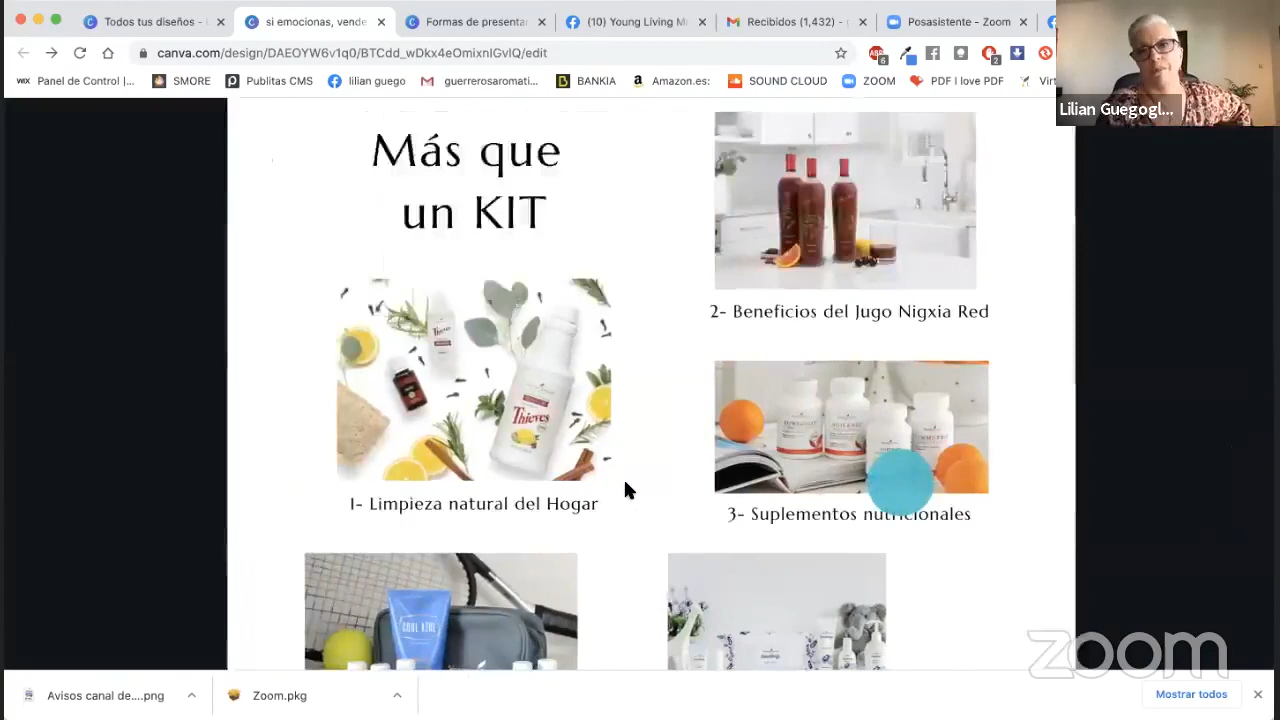 Todos tus diseños -
si emocionas, vende
Formas de presentar
(10) Young Living M
Recibidos (1,432) - g
Posasistente - Zoom
canva.com/design/DAEOYW6v1q0/BTCdd_wDkx4eOmixnIGvlQ/edit
Panel de Control |...
SMORE
Publitas CMS
lilian guego
guerrerosaromati...
BANKIA
Amazon.es:
SOUND CLOUD
ZOOM
PDF I love PDF
Virt
Lilian Guegogl...
Más que
un KIT
Thieves
2- Beneficios del Jugo Nigxia Red
1- Limpieza natural del Hogar
3- Suplementos nutricionales
COOL AZUL
zoom
Avisos canal de....png
Zoom.pkg
Mostrar todos